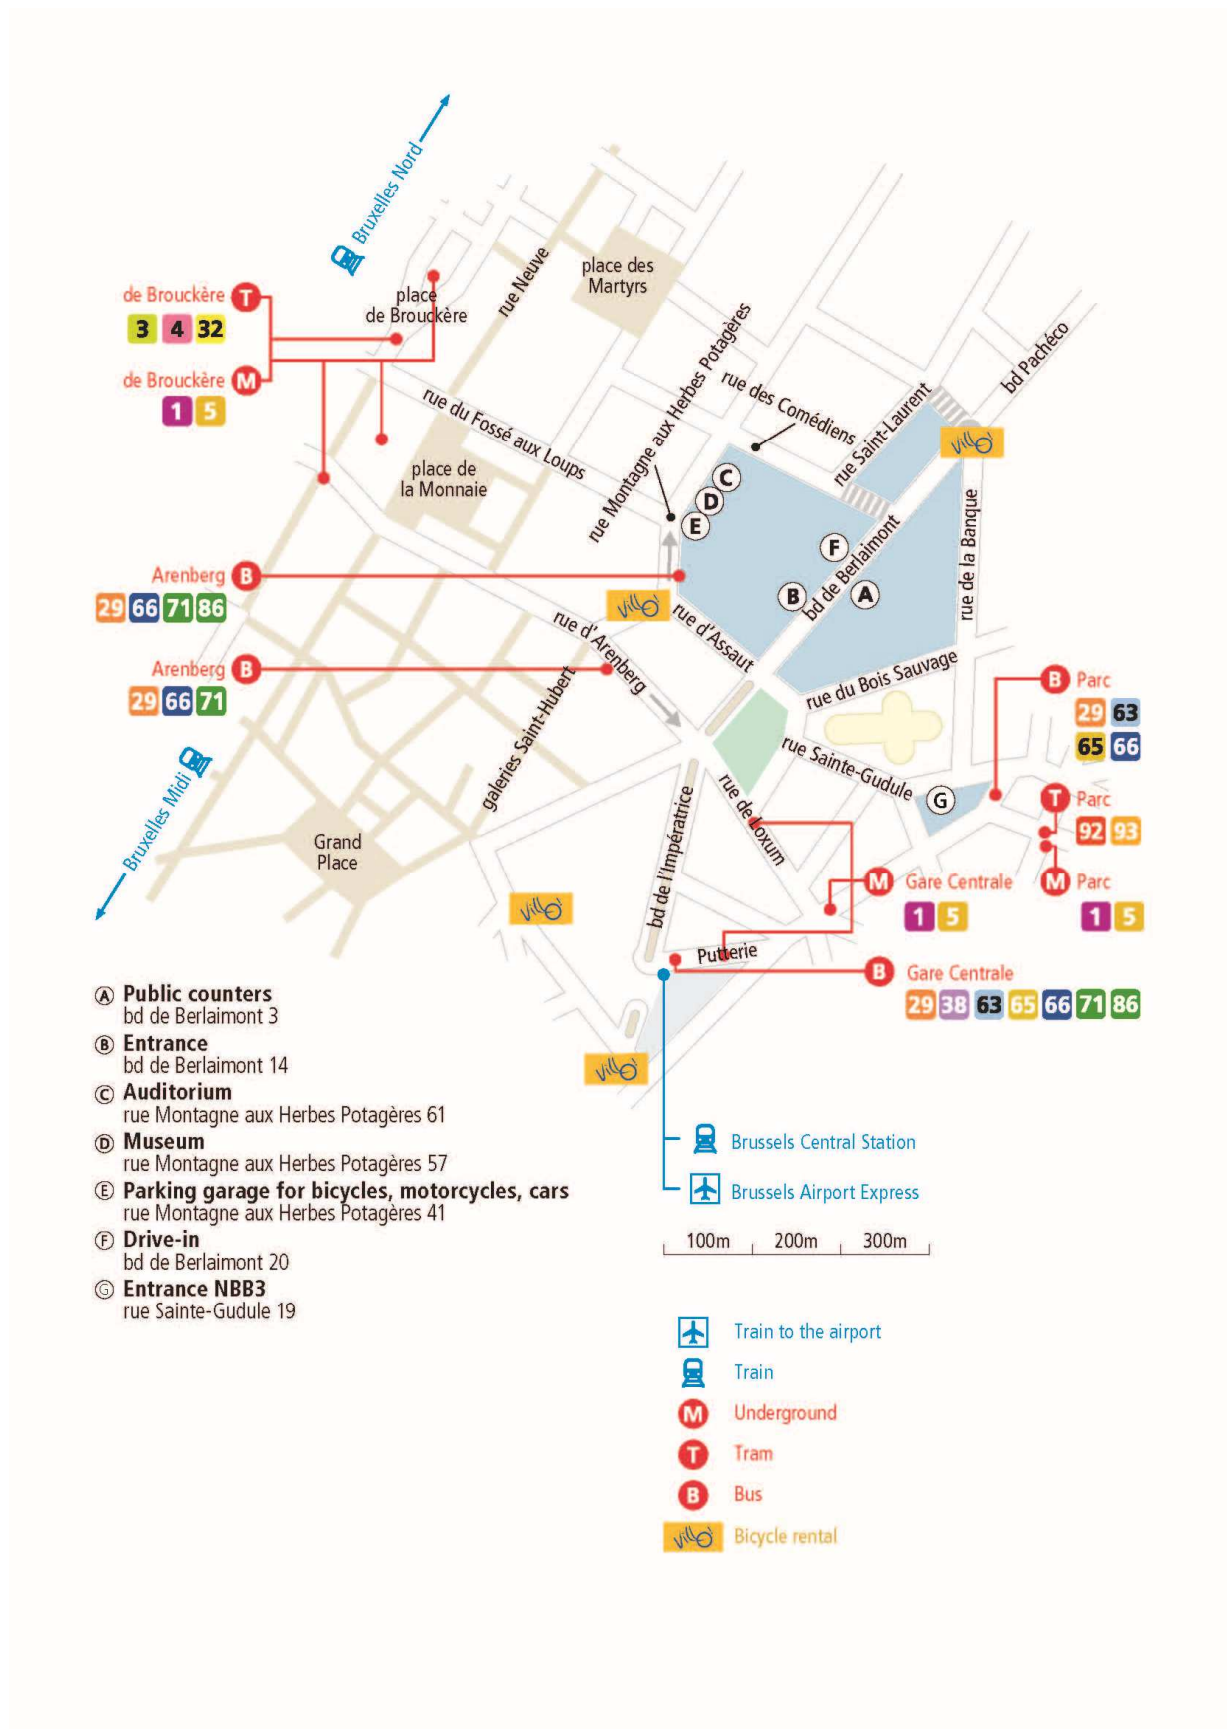 Bruxelles Nord
de Brouckère T
3 4 32
de Brouckère M
1 5
place
de Brouckère
rue Neuve
place des
Martyrs
rue du Fossé aux Loups
place de
la Monnaie
rue Montagne aux Herbes Potagères
rue des Comédiens
rue Saint-Laurent
bd Pachéco
Villo!
C
D
E
F
B
A
bd de Berlaimont
rue de la Banque
Arenberg B
29 66 71 86
Villo!
rue d'Assaut
rue d'Arenberg
Arenberg B
29 66 71
galeries Saint-Hubert
rue du Bois Sauvage
rue Sainte-Gudule
G
B Parc
29 63
65 66
T Parc
92 93
M Parc
1 5
Bruxelles Midi
Grand
Place
rue de Loxum
bd de l'Impératrice
M Gare Centrale
1 5
Villo!
Putterie
B Gare Centrale
29 38 63 65 66 71 86
Villo!
A Public counters
bd de Berlaimont 3
B Entrance
bd de Berlaimont 14
C Auditorium
rue Montagne aux Herbes Potagères 61
D Museum
rue Montagne aux Herbes Potagères 57
E Parking garage for bicycles, motorcycles, cars
rue Montagne aux Herbes Potagères 41
F Drive-in
bd de Berlaimont 20
G Entrance NBB3
rue Sainte-Gudule 19
Brussels Central Station
Brussels Airport Express
100m 200m 300m
Train to the airport
Train
M Underground
T Tram
B Bus
Villo! Bicycle rental